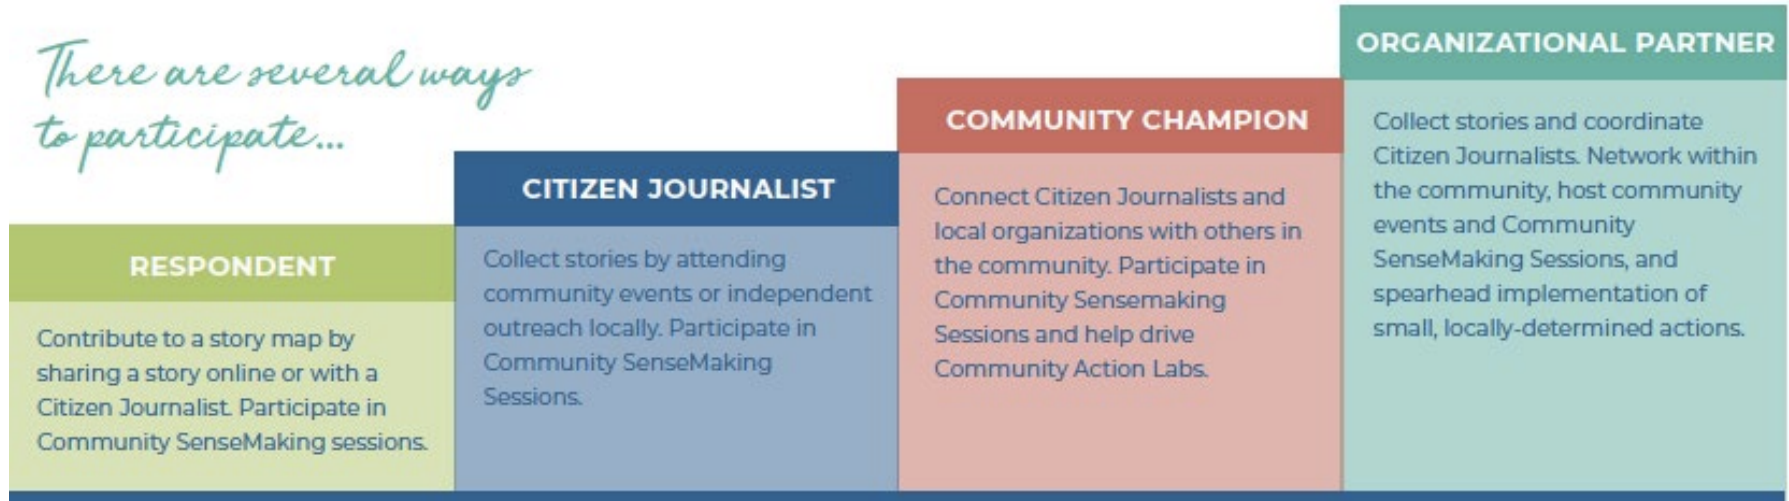 There are several ways
to participate...
RESPONDENT
Contribute to a story map by
sharing a story online or with a
Citizen Journalist. Participate in
Community SenseMaking sessions.
CITIZEN JOURNALIST
Collect stories by attending
community events or independent
outreach locally. Participate in
Community SenseMaking
Sessions.
COMMUNITY CHAMPION
Connect Citizen Journalists and
local organizations with others in
the community. Participate in
Community Sensemaking
Sessions and help drive
Community Action Labs.
ORGANIZATIONAL PARTNER
Collect stories and coordinate
Citizen Journalists. Network within
the community, host community
events and Community
SenseMaking Sessions, and
spearhead implementation of
small, locally-determined actions.